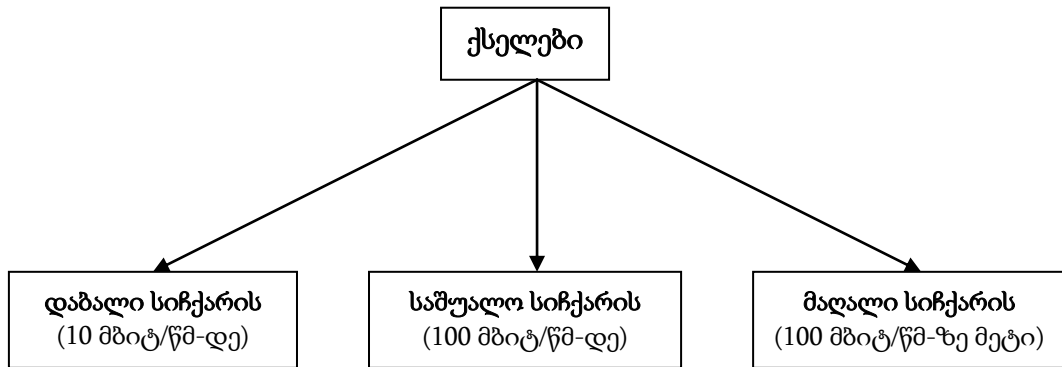 ქსელები
დაბალი სიჩქარის
(10 მბიტ/წმ-დე)
საშუალო სიჩქარის
(100 მბიტ/წმ-დე)
მაღალი სიჩქარის
(100 მბიტ/წმ-ზე მეტი)